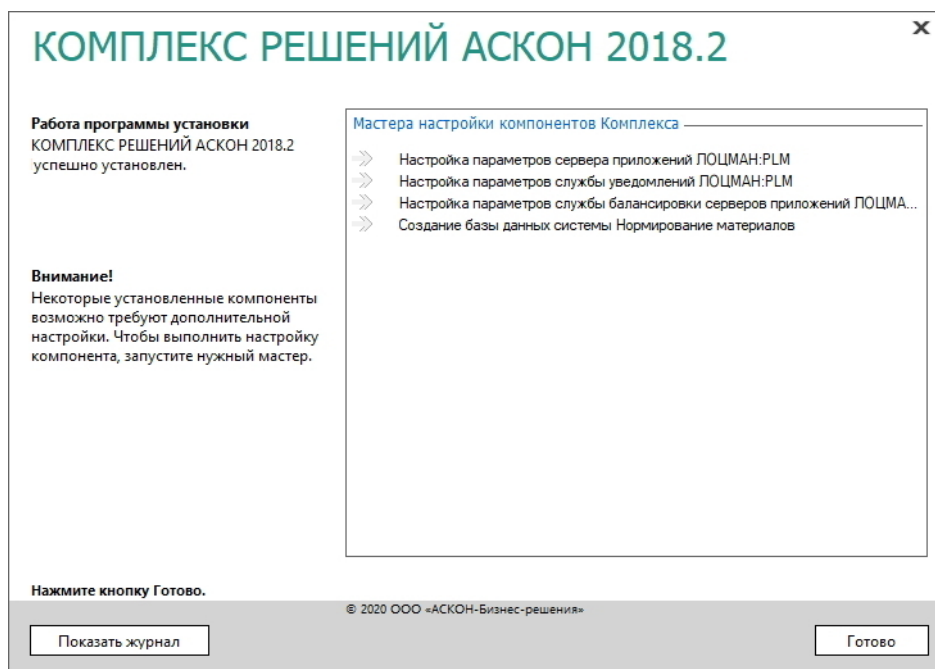 КОМПЛЕКС РЕШЕНИЙ АСКОН 2018.2
x
Работа программы установки
КОМПЛЕКС РЕШЕНИЙ АСКОН 2018.2
успешно установлен.
Внимание!
Некоторые установленные компоненты
возможно требуют дополнительной
настройки. Чтобы выполнить настройку
компонента, запустите нужный мастер.
Мастера настройки компонентов Комплекса
Настройка параметров сервера приложений ЛОЦМАН:PLM
Настройка параметров службы уведомлений ЛОЦМАН:PLM
Настройка параметров службы балансировки серверов приложений ЛОЦМА...
Создание базы данных системы Нормирование материалов
Нажмите кнопку Готово.
© 2020 ООО «АСКОН-Бизнес-решения»
Показать журнал
Готово